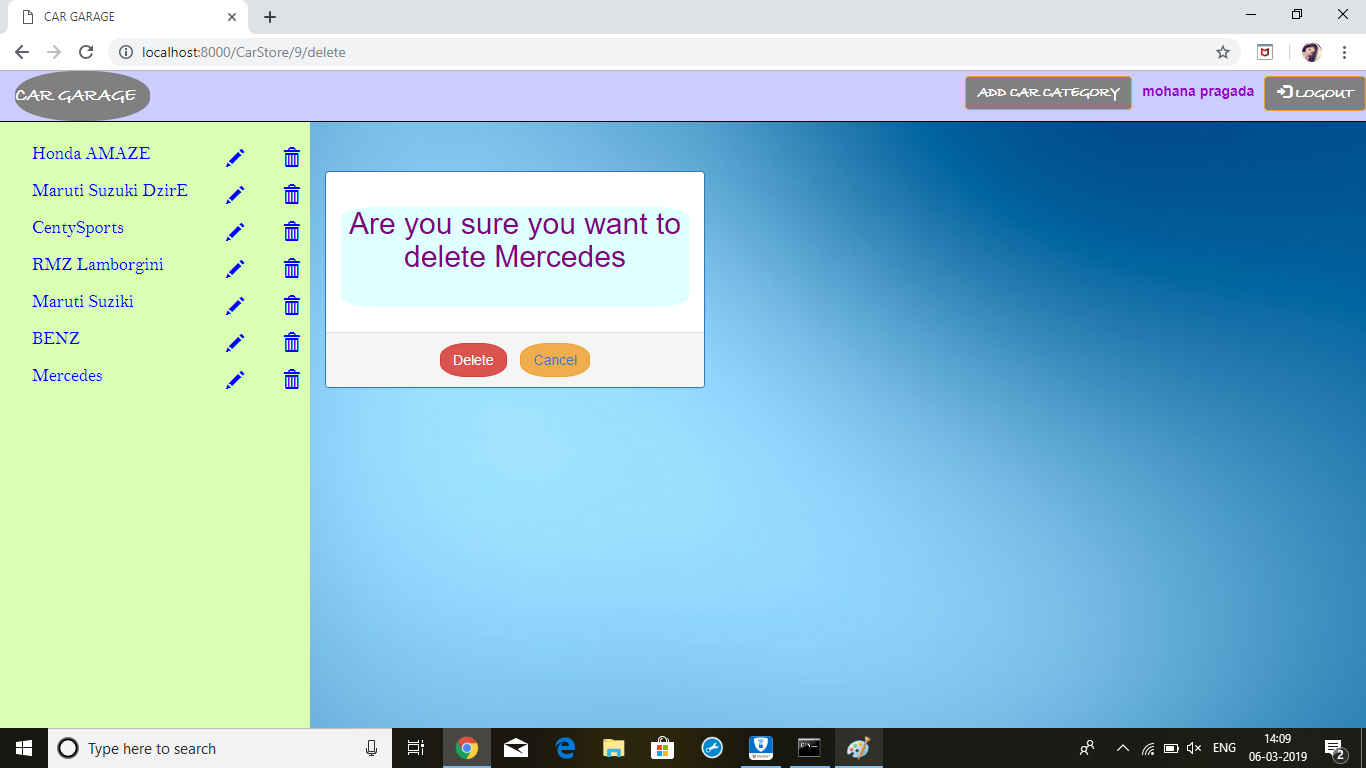 CAR GARAGE
localhost:8000/CarStore/9/delete
CAR GARAGE
ADD CAR CATEGORY
mohana pragada
LOGOUT
Honda AMAZE
Maruti Suzuki DzirE
CentySports
RMZ Lamborgini
Maruti Suziki
BENZ
Mercedes
Are you sure you want to
delete Mercedes
Delete
Cancel
Type here to search
ENG
14:09
06-03-2019
2